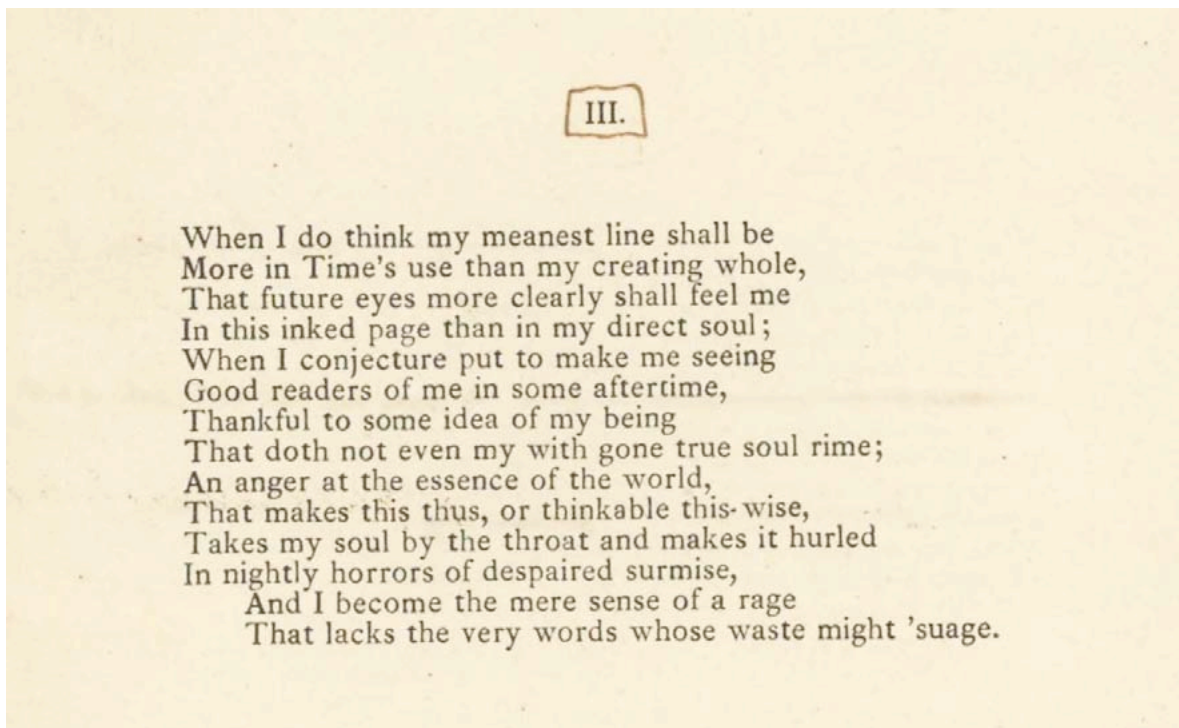 III.
When I do think my meanest line shall be
More in Time's use than my creating whole,
That future eyes more clearly shall feel me
In this inked page than in my direct soul;
When I conjecture put to make me seeing
Good readers of me in some aftertime,
Thankful to some idea of my being
That doth not even my with gone true soul rime;
An anger at the essence of the world,
That makes this thus, or thinkable this-wise,
Takes my soul by the throat and makes it hurled
In nightly horrors of despaired surmise,
And I become the mere sense of a rage
That lacks the very words whose waste might 'suage.